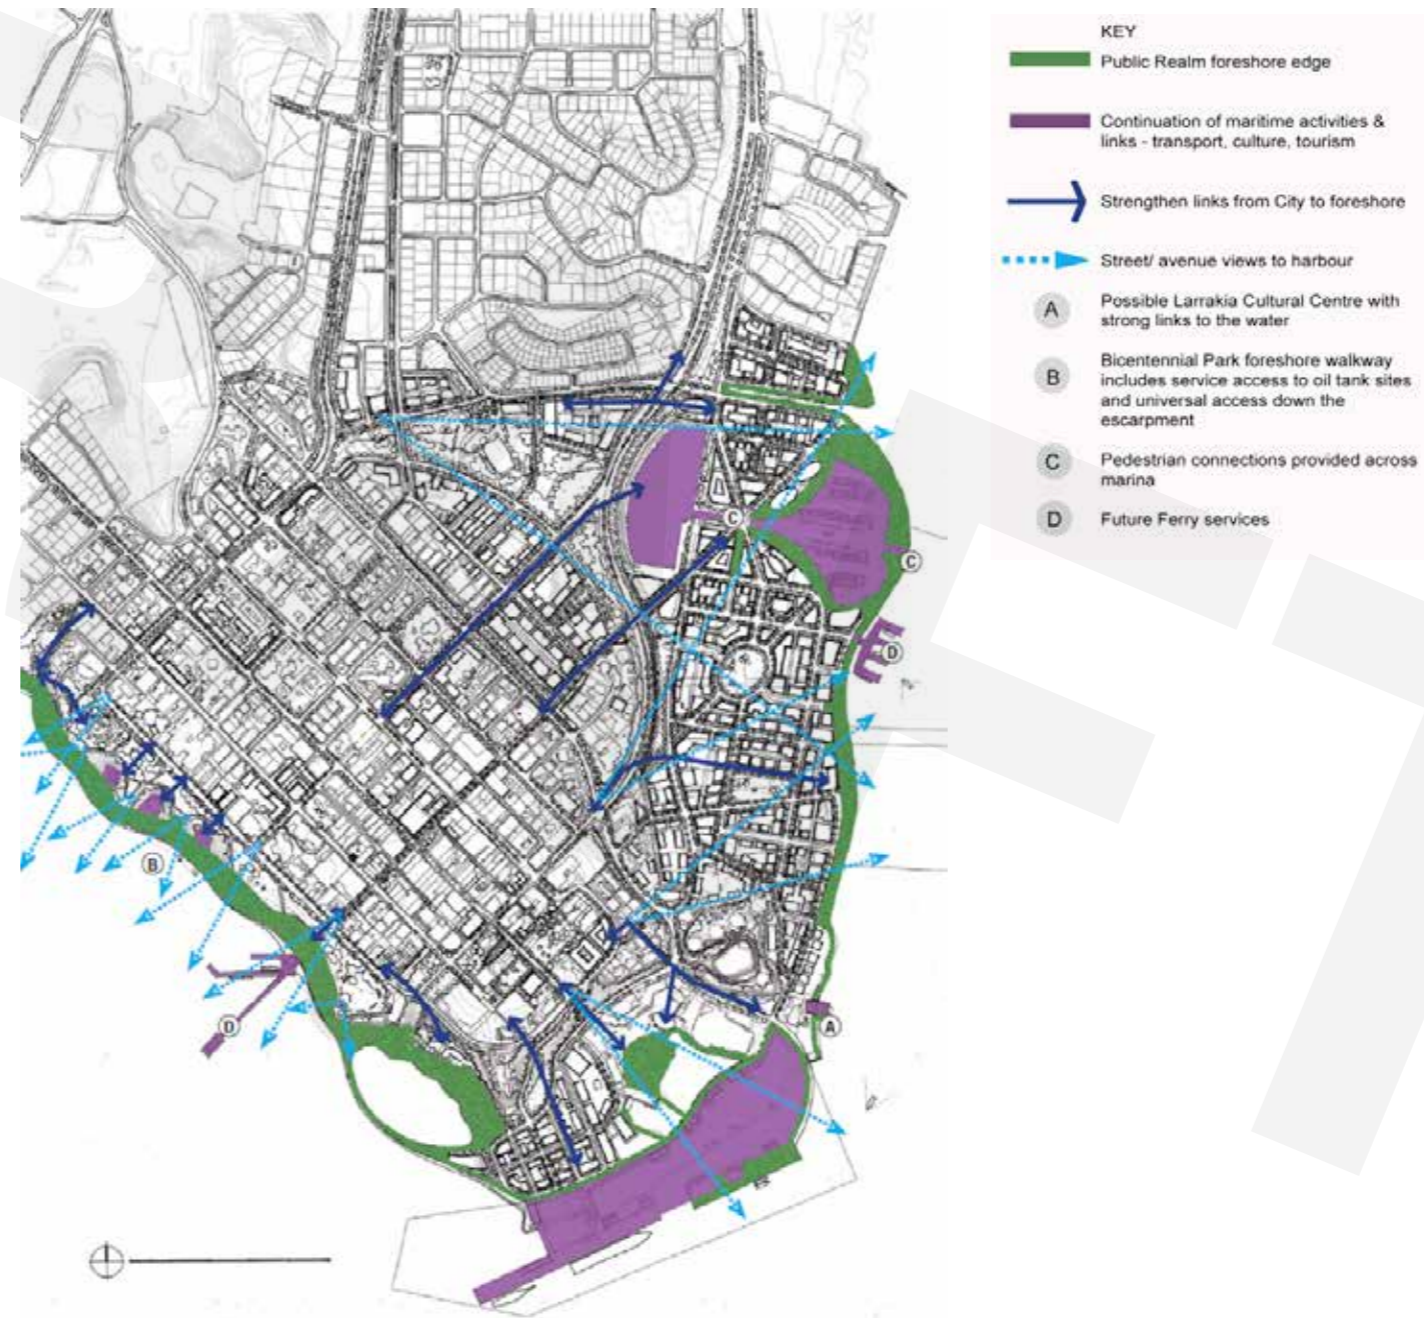 KEY
Public Realm foreshore edge
Continuation of maritime activities &
links - transport, culture, tourism
Strengthen links from City to foreshore
Street/ avenue views to harbour
A
Possible Larrakia Cultural Centre with
strong links to the water
B
Bicentennial Park foreshore walkway
includes service access to oil tank sites
and universal access down the
escarpment
C
Pedestrian connections provided across
marina
D
Future Ferry services
C
C
D
B
D
A